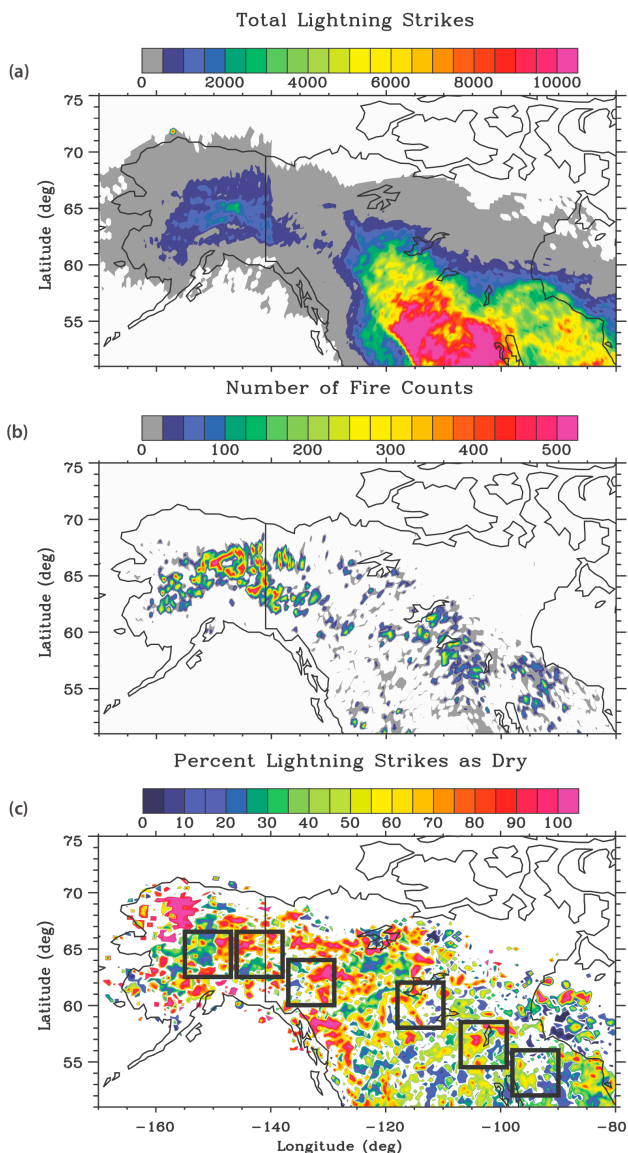 Total Lightning Strikes
(a)
0 2000 4000 6000 8000 10000
75
70
65
60
55
Latitude (deg)
Number of Fire Counts
(b)
0 100 200 300 400 500
75
70
65
60
55
Latitude (deg)
Percent Lightning Strikes as Dry
(c)
0 10 20 30 40 50 60 70 80 90 100
75
70
65
60
55
Latitude (deg)
-160 -140 -120 -100 -80
Longitude (deg)